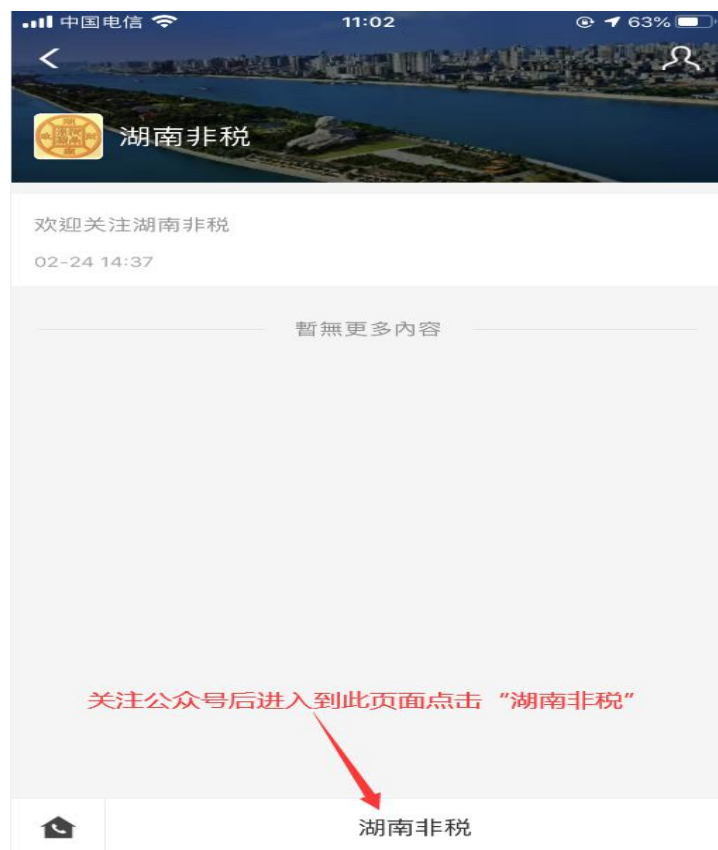 中国电信 11:02 63%
湖南非税
欢迎关注湖南非税
02-24 14:37
暫無更多內容
关注公众号后进入到此页面点击“湖南非税”
湖南非税